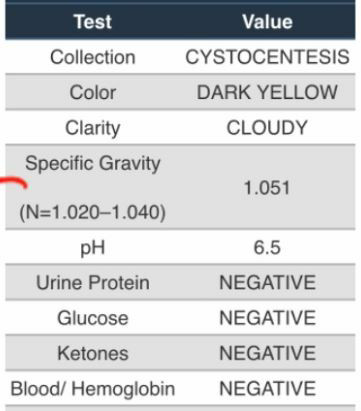 Test Value
Collection CYSTOCENTESIS
Color DARK YELLOW
Clarity CLOUDY
Specific Gravity
(N=1.020–1.040) 1.051
pH 6.5
Urine Protein NEGATIVE
Glucose NEGATIVE
Ketones NEGATIVE
Blood/ Hemoglobin NEGATIVE